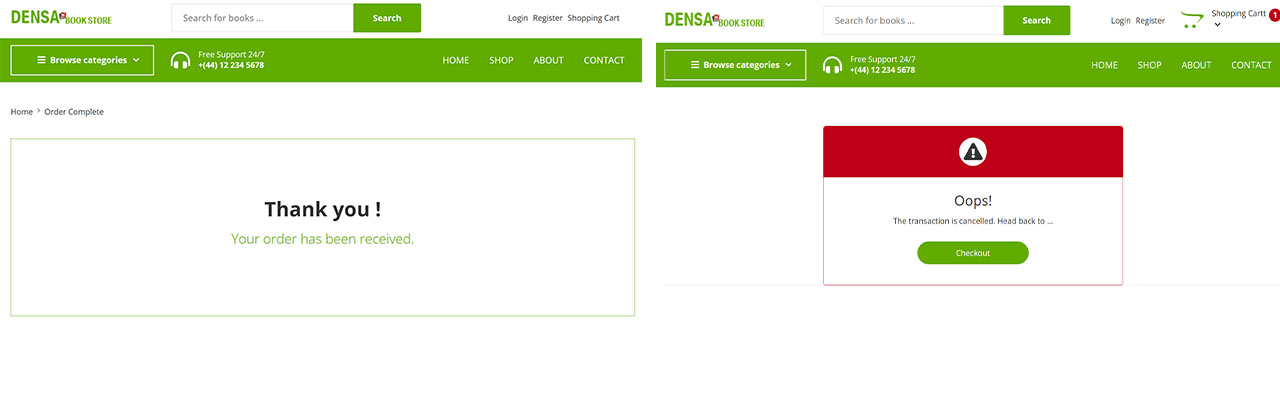 DENSA BOOK STORE
Search for books ...
Search
Login Register Shopping Cart
Browse categories
Free Support 24/7
+(44) 12 234 5678
HOME SHOP ABOUT CONTACT
Home > Order Complete
Thank you !
Your order has been received.
DENSA BOOK STORE
Search for books ...
Search
Login Register
Shopping Cartt
1
Browse categories
Free Support 24/7
+(44) 12 234 5678
HOME SHOP ABOUT CONTACT
Oops!
The transaction is cancelled. Head back to ...
Checkout